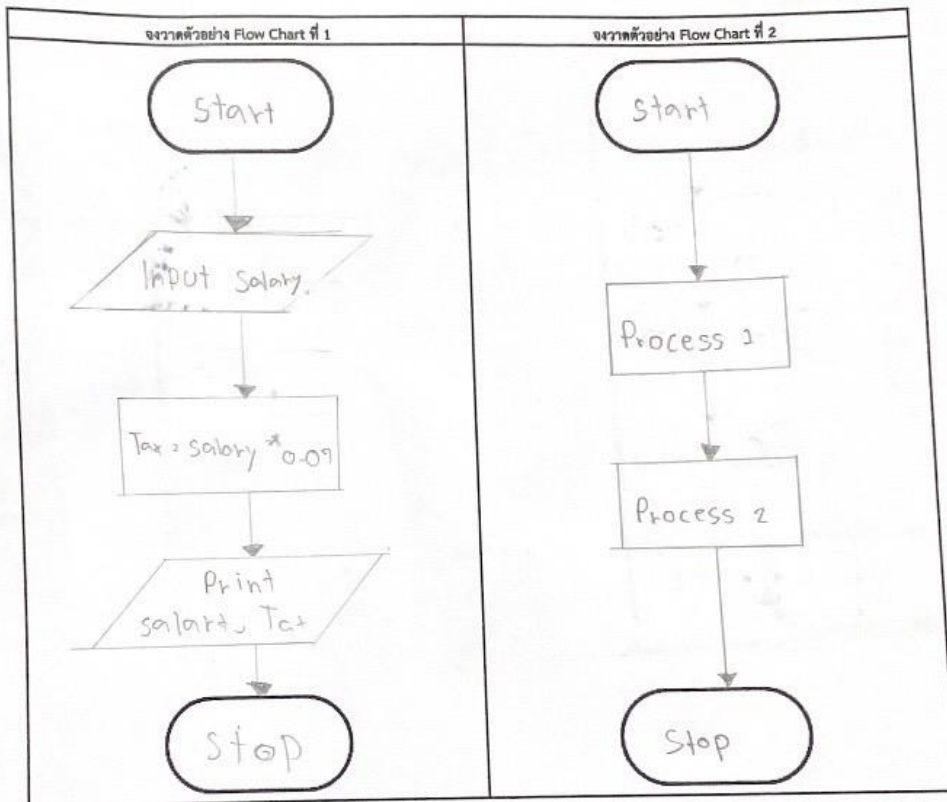 จงวาดตัวอย่าง Flow Chart ที่ 1
Start
Input salary
Tax = salary * 0.07
Print
salart, Tat
Stop
จงวาดตัวอย่าง Flow Chart ที่ 2
Start
Process 1
Process 2
Stop